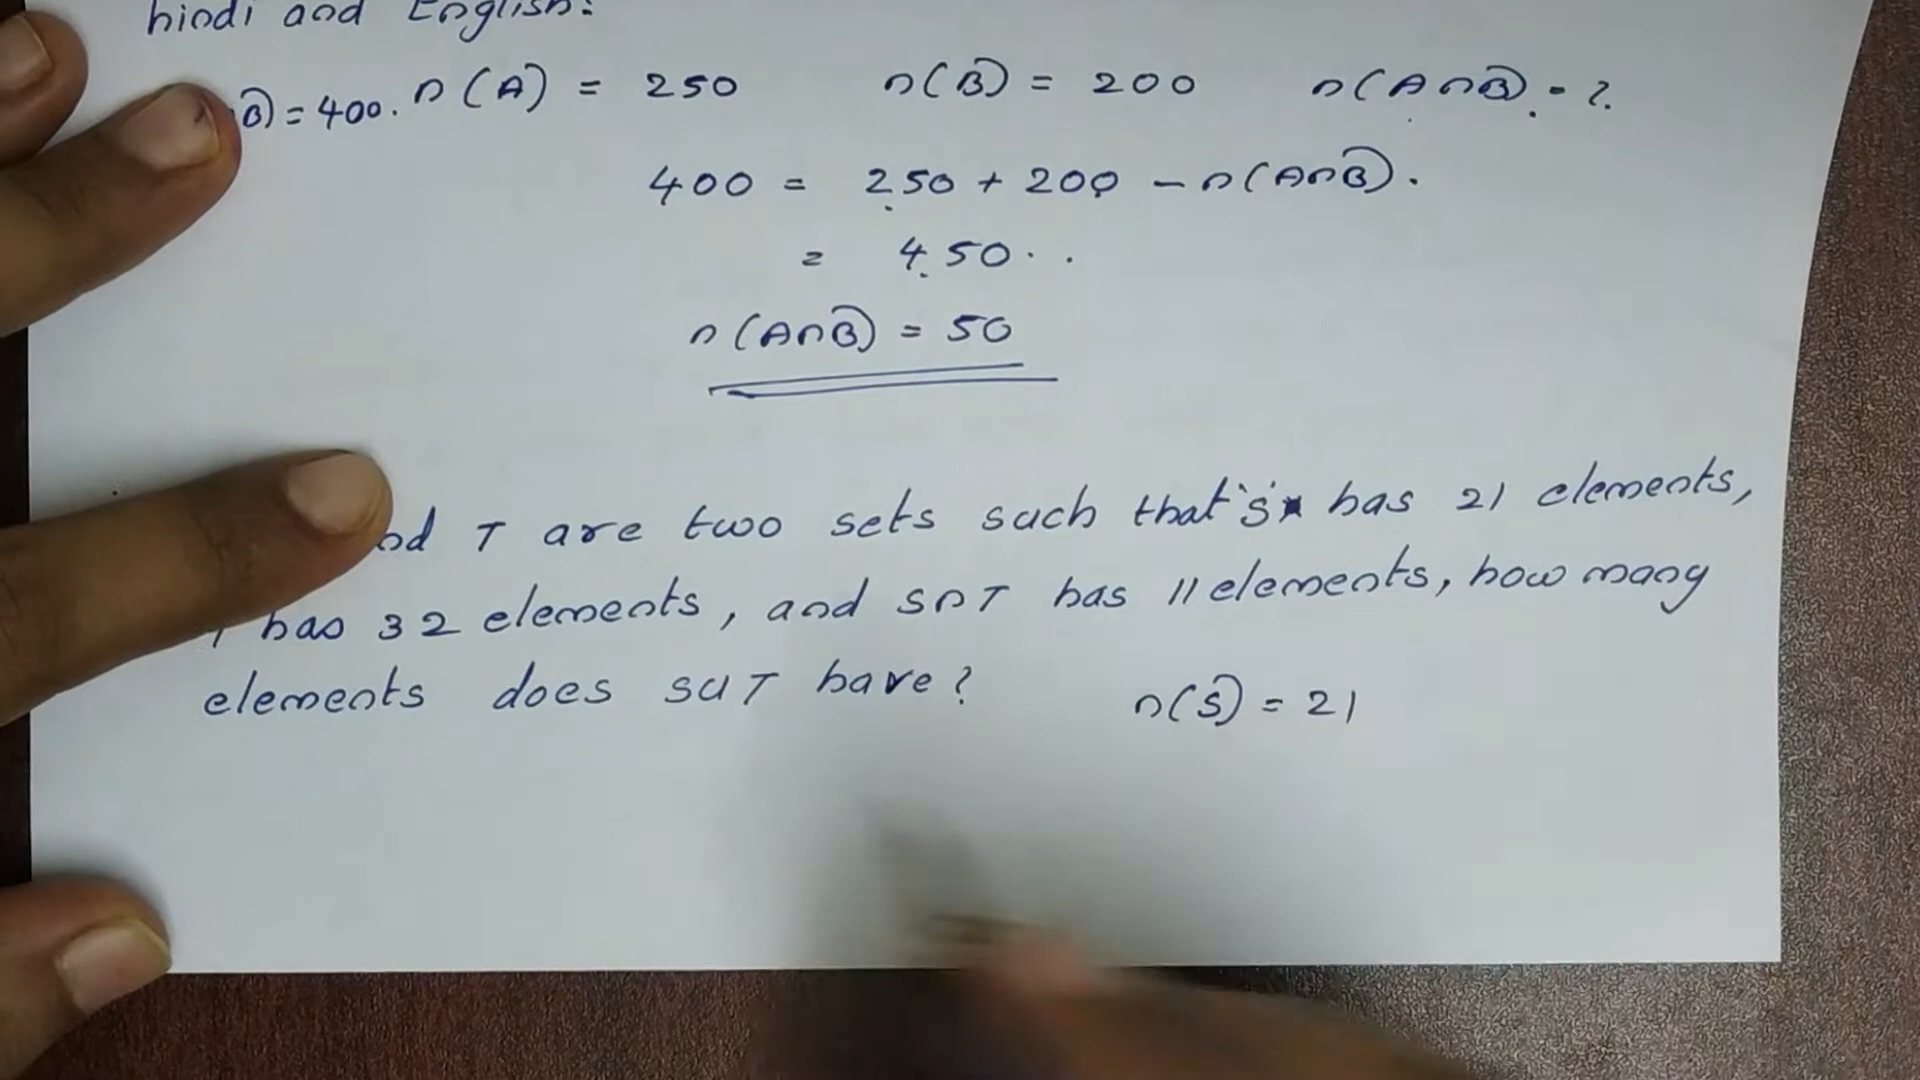 hindi and English.
B) = 400. n(A) = 250 n(B) = 200 n(A∩B) = ?.
400 = 250 + 200 - n(A∩B).
= 450.
n(A∩B) = 50
T are two sets such that 'S' has 21 elements,
has 32 elements, and S∩T has 11 elements, how many
elements does SUT have?
n(S) = 21